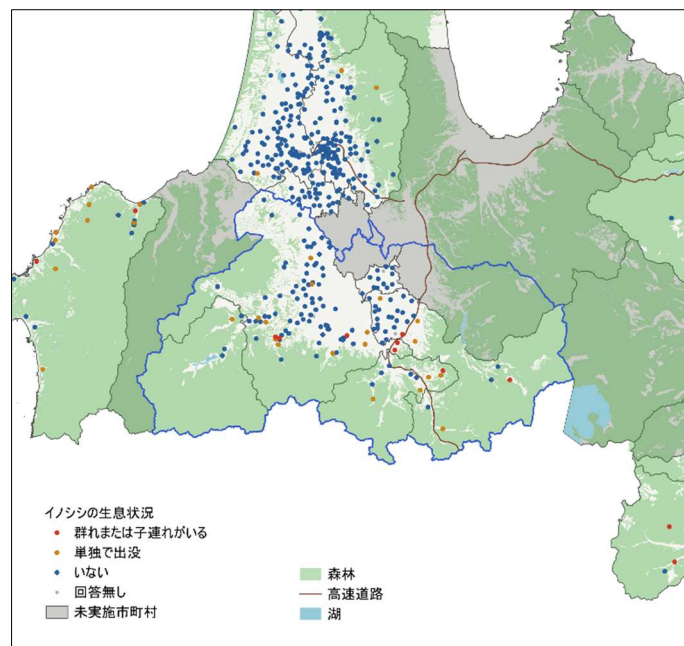 イノシシの生息状況
群れまたは子連れがいる
単独で出没
いない
回答無し
未実施市町村
森林
高速道路
湖